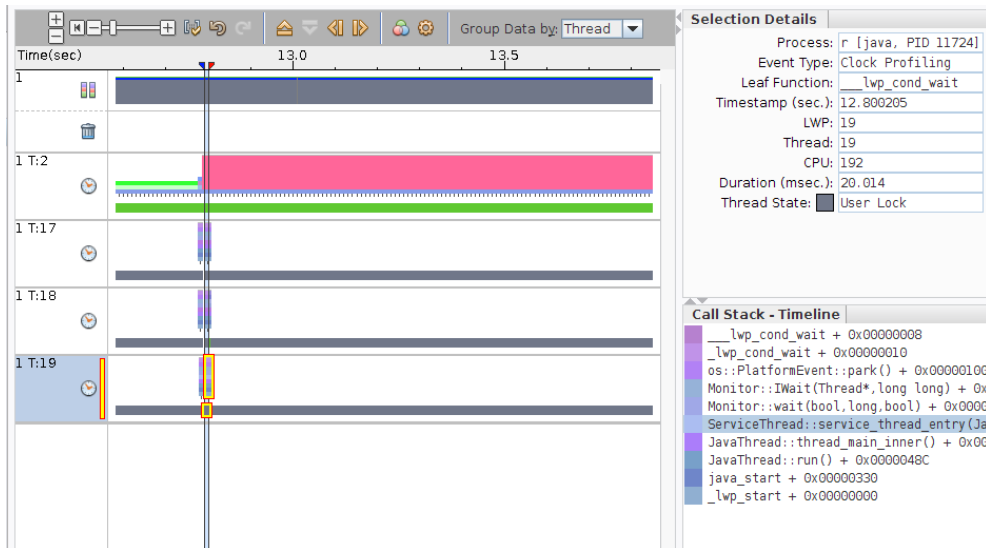 Group Data by: Thread
Time(sec)
13.0
13.5
1
1 T:2
1 T:17
1 T:18
1 T:19
Selection Details
Process: r [java, PID 11724]
Event Type: Clock Profiling
Leaf Function: ___lwp_cond_wait
Timestamp (sec.): 12.800205
LWP: 19
Thread: 19
CPU: 192
Duration (msec.): 20.014
Thread State: User Lock
Call Stack - Timeline
___lwp_cond_wait + 0x00000008
_lwp_cond_wait + 0x00000010
os::PlatformEvent::park() + 0x00000100
Monitor::IWait(Thread*,long long) + 0x
Monitor::wait(bool,long,bool) + 0x0000
ServiceThread::service_thread_entry(Ja
JavaThread::thread_main_inner() + 0x00
JavaThread::run() + 0x0000048C
java_start + 0x00000330
_lwp_start + 0x00000000